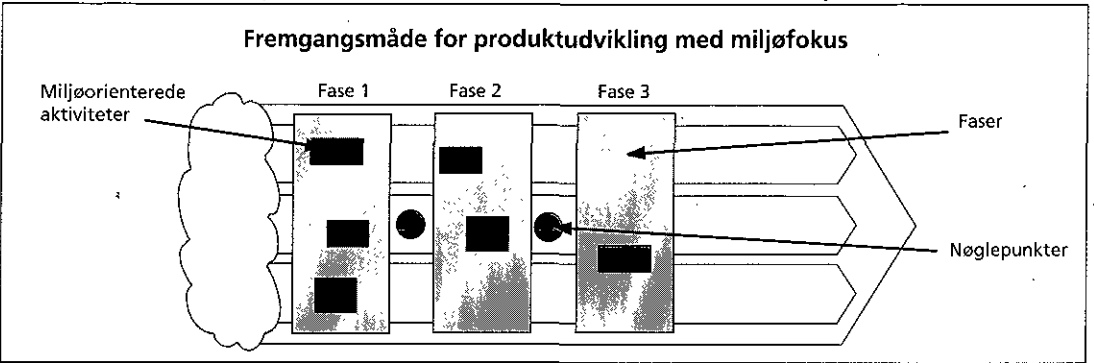 Fremgangsmåde for produktudvikling med miljøfokus
Miljøorienterede
aktiviteter
Fase 1
Fase 2
Fase 3
Faser
Nøglepunkter